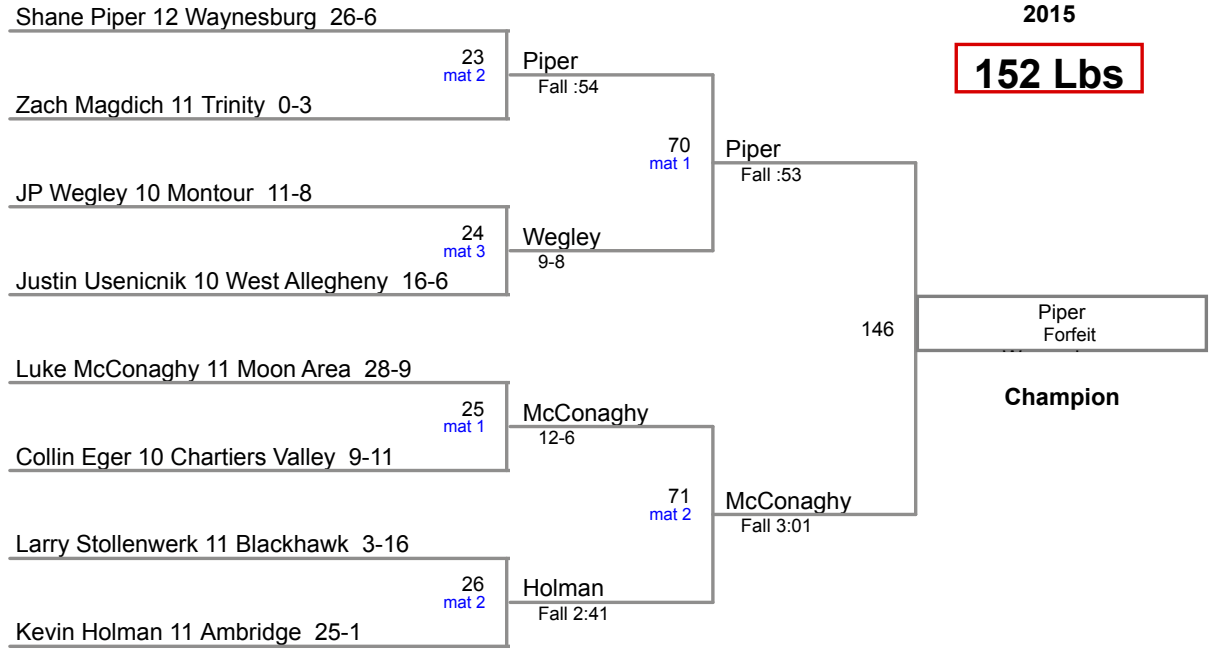 Shane Piper 12 Waynesburg 26-6
2015
23
mat 2
Piper
Fall :54
152 Lbs
Zach Magdich 11 Trinity 0-3
70
mat 1
Piper
Fall :53
JP Wegley 10 Montour 11-8
24
mat 3
Wegley
9-8
Justin Usenicnik 10 West Allegheny 16-6
146
Piper
Forfeit
Luke McConaghy 11 Moon Area 28-9
Champion
25
mat 1
McConaghy
12-6
Collin Eger 10 Chartiers Valley 9-11
71
mat 2
McConaghy
Fall 3:01
Larry Stollenwerk 11 Blackhawk 3-16
26
mat 2
Holman
Fall 2:41
Kevin Holman 11 Ambridge 25-1